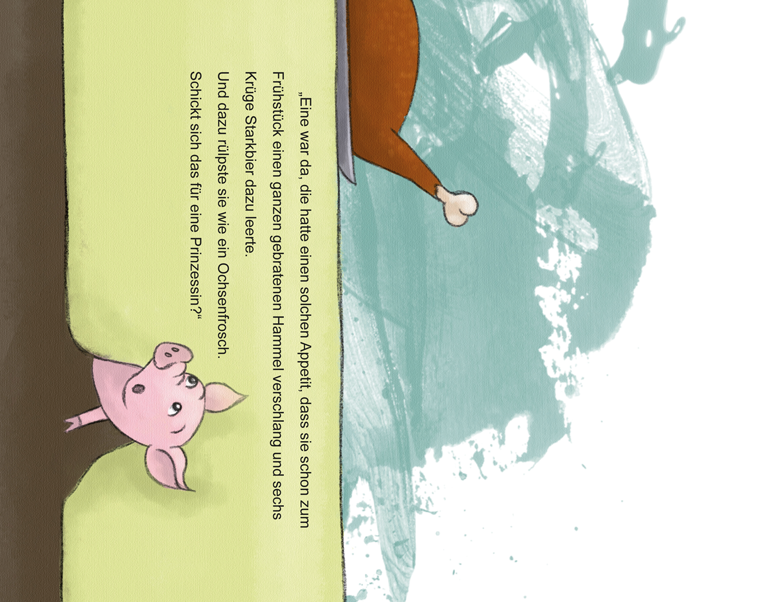 „Eine war da, die hatte einen solchen Appetit, dass sie schon zum
Frühstück einen ganzen gebratenen Hammel verschlang und sechs
Krüge Starkbier dazu leerte.
Und dazu rülpste sie wie ein Ochsenfrosch.
Schickt sich das für eine Prinzessin?“